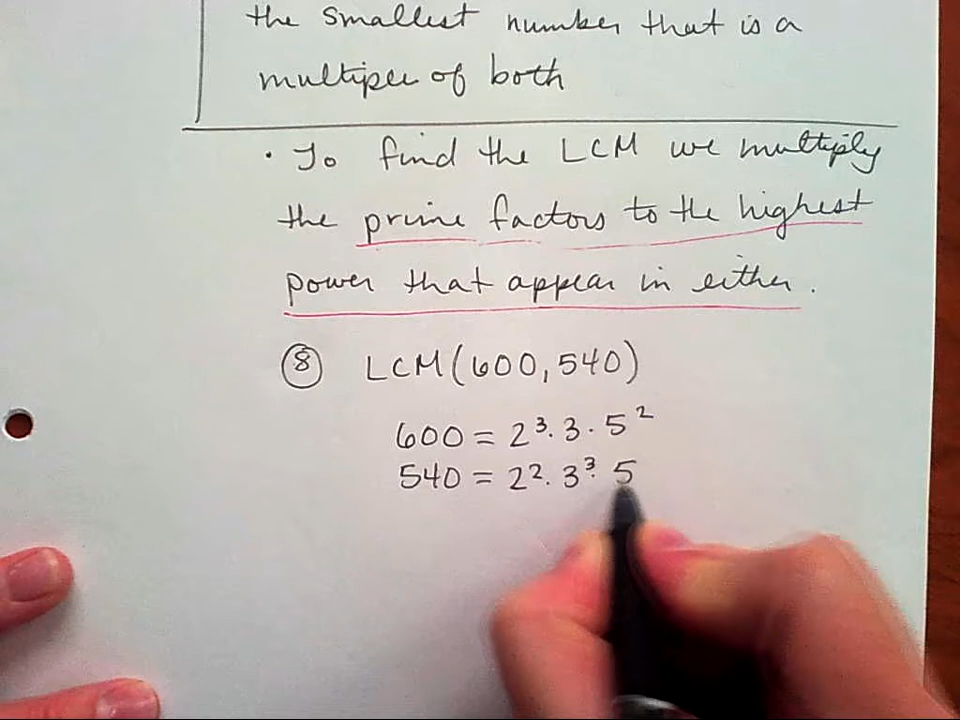 the smallest number that is a
multiple of both
• To find the LCM we multiply
the prime factors to the highest
power that appear in either.
⑧ LCM(600,540)
600 = 2³·3·5²
540 = 2²·3³·5